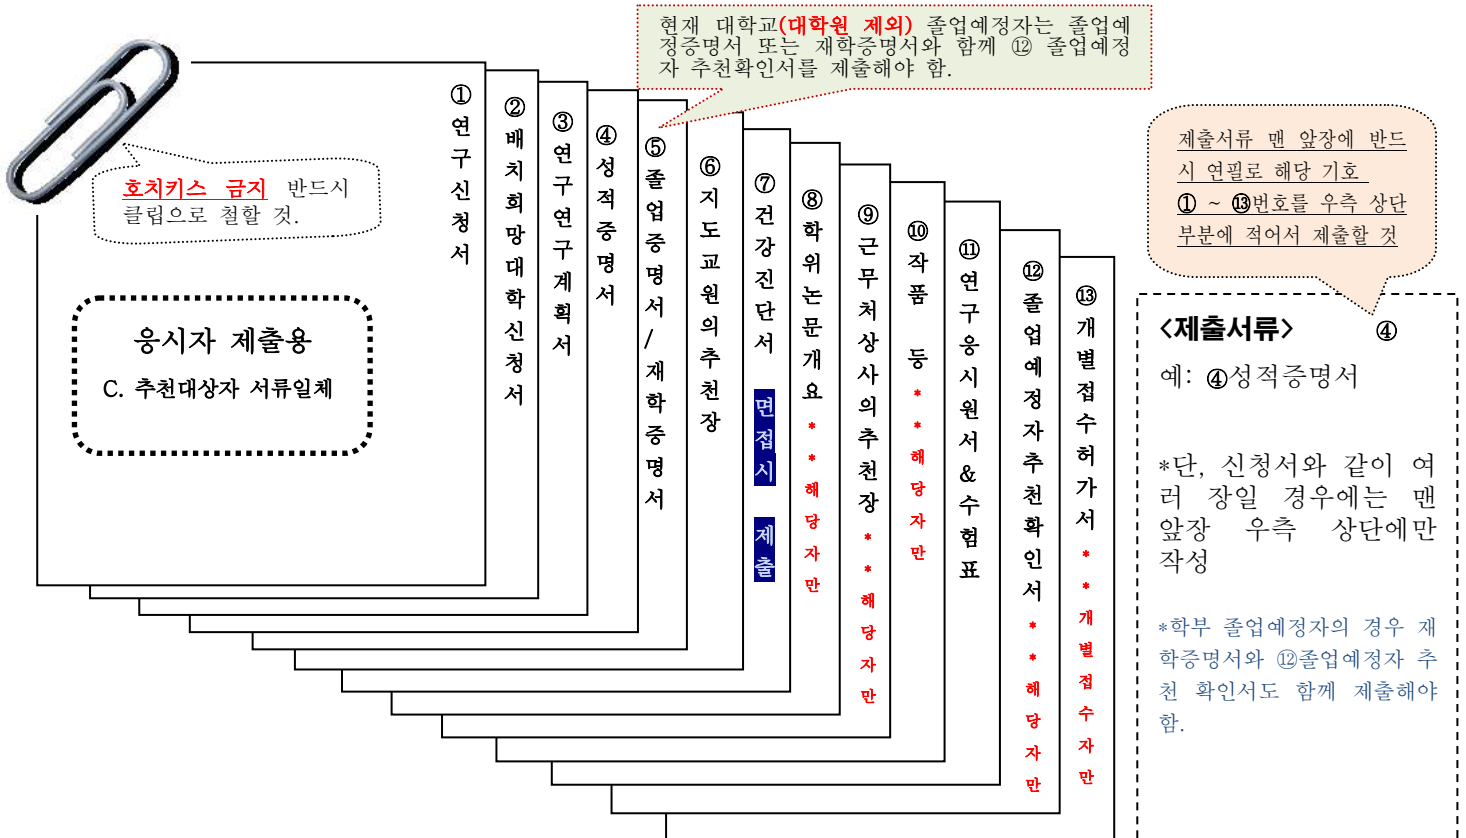 현재 대학교(대학원 제외) 졸업예정자는 졸업예
정증명서 또는 재학증명서와 함께 ⑫ 졸업예정
자 추천확인서를 제출해야 함.
호치키스 금지 반드시
클립으로 철할 것.
응시자 제출용
C. 추천대상자 서류일체
①연구신청서
②배치희망대학신청서
③연구연구계획서
④성적증명서
⑤졸업증명서/재학증명서
⑥지도교원의추천장
⑦건강진단서 면접시 제출
⑧학위논문개요**해당자만
⑨근무처상사의추천장**해당자만
⑩작품 등**해당자만
⑪연구응시원서&수험표
⑫졸업예정자추천확인서**해당자만
⑬개별접수허가서**개별접수자만
제출서류 맨 앞장에 반드
시 연필로 해당 기호
① ~ ⑬번호를 우측 상단
부분에 적어서 제출할 것
<제출서류> ④
예: ④성적증명서
*단, 신청서와 같이 여
러 장일 경우에는 맨
앞장 우측 상단에만
작성
*학부 졸업예정자의 경우 재
학증명서와 ⑫졸업예정자 추
천 확인서도 함께 제출해야
함.